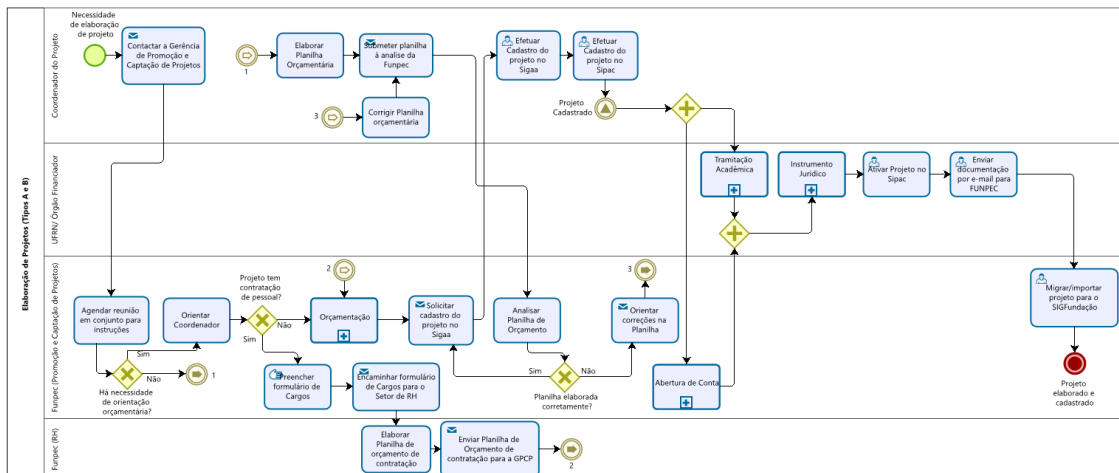 Elaboração de Projetos (Tipos A e B)
Coordenador do Projeto
Necessidade
de elaboração
de projeto
Contactar a Gerência
de Promoção e
Captação de Projetos
1
Elaborar
Planilha
Orçamentária
Submeter planilha
à analise da
Funpec
3
Corrigir Planilha
orçamentária
Efetuar
Cadastro do
projeto no
Sigaa
Efetuar
Cadastro do
projeto no
Sipac
Projeto
Cadastrado
UFRN/ Órgão Financiador
Tramitação
Acadêmica
Instrumento
Jurídico
Ativar Projeto no
Sipac
Enviar
documentação
por e-mail para
FUNPEC
Funpec (Promoção e Captação de Projetos)
Agendar reunião
em conjunto para
instruções
Há necessidade
de orientação
orçamentária?
Sim
Não
1
Orientar
Coordenador
Projeto tem
contratação
de pessoal?
Não
Sim
2
Orçamentação
Preencher
formulário de
Cargos
Encaminhar formulário
de Cargos para o
Setor de RH
Solicitar
cadastro do
projeto no
Sigaa
Analisar
Planilha de
Orçamento
Sim
Não
Planilha elaborada
corretamente?
3
Orientar
correções na
Planilha
Abertura de Conta
Migrar/importar
projeto para o
SIGFundação
Projeto
elaborado e
cadastrado
Funpec (RH)
Elaborar
Planilha de
orçamento de
contratação
Enviar Planilha de
Orçamento de
contratação para a GPCP
2